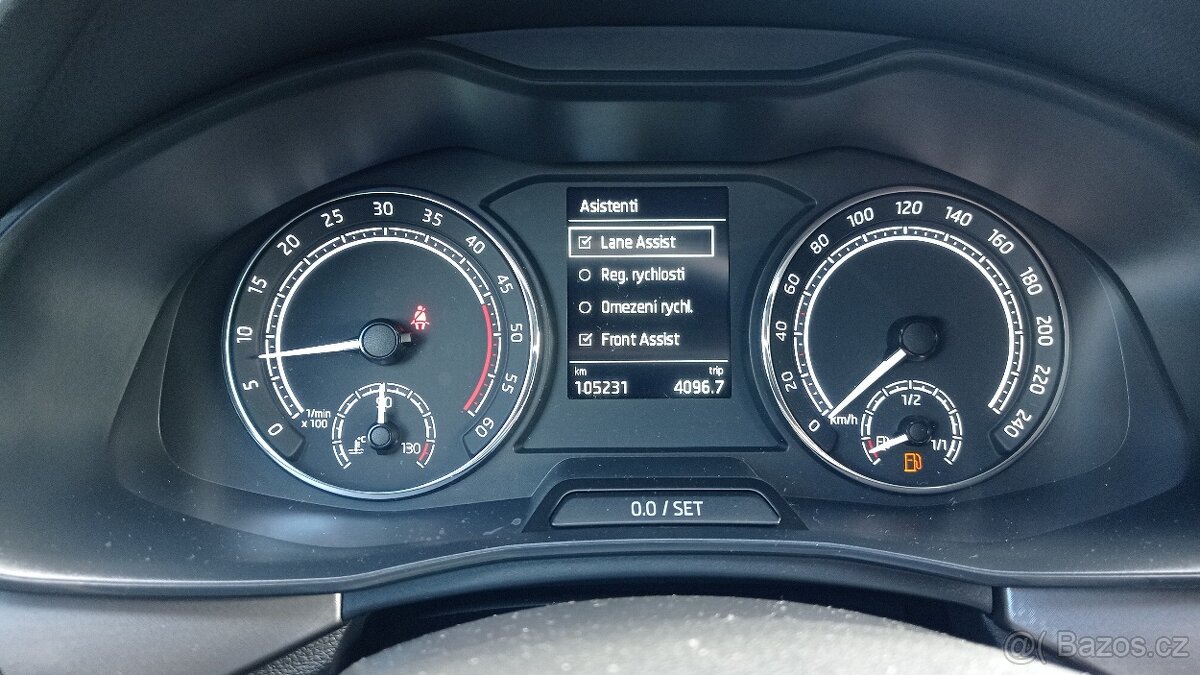 0 5 10 15 20 25 30 35 40 45 50 55 60
1/min
x 100
90
°C 130
Asistenti
Lane Assist
Reg. rychlosti
Omezení rychl.
Front Assist
km trip
105231 4096.7
0 20 40 60 80 100 120 140 160 180 200 220 240
km/h
1/2
1/1
0.0 / SET
@( Bazos.cz